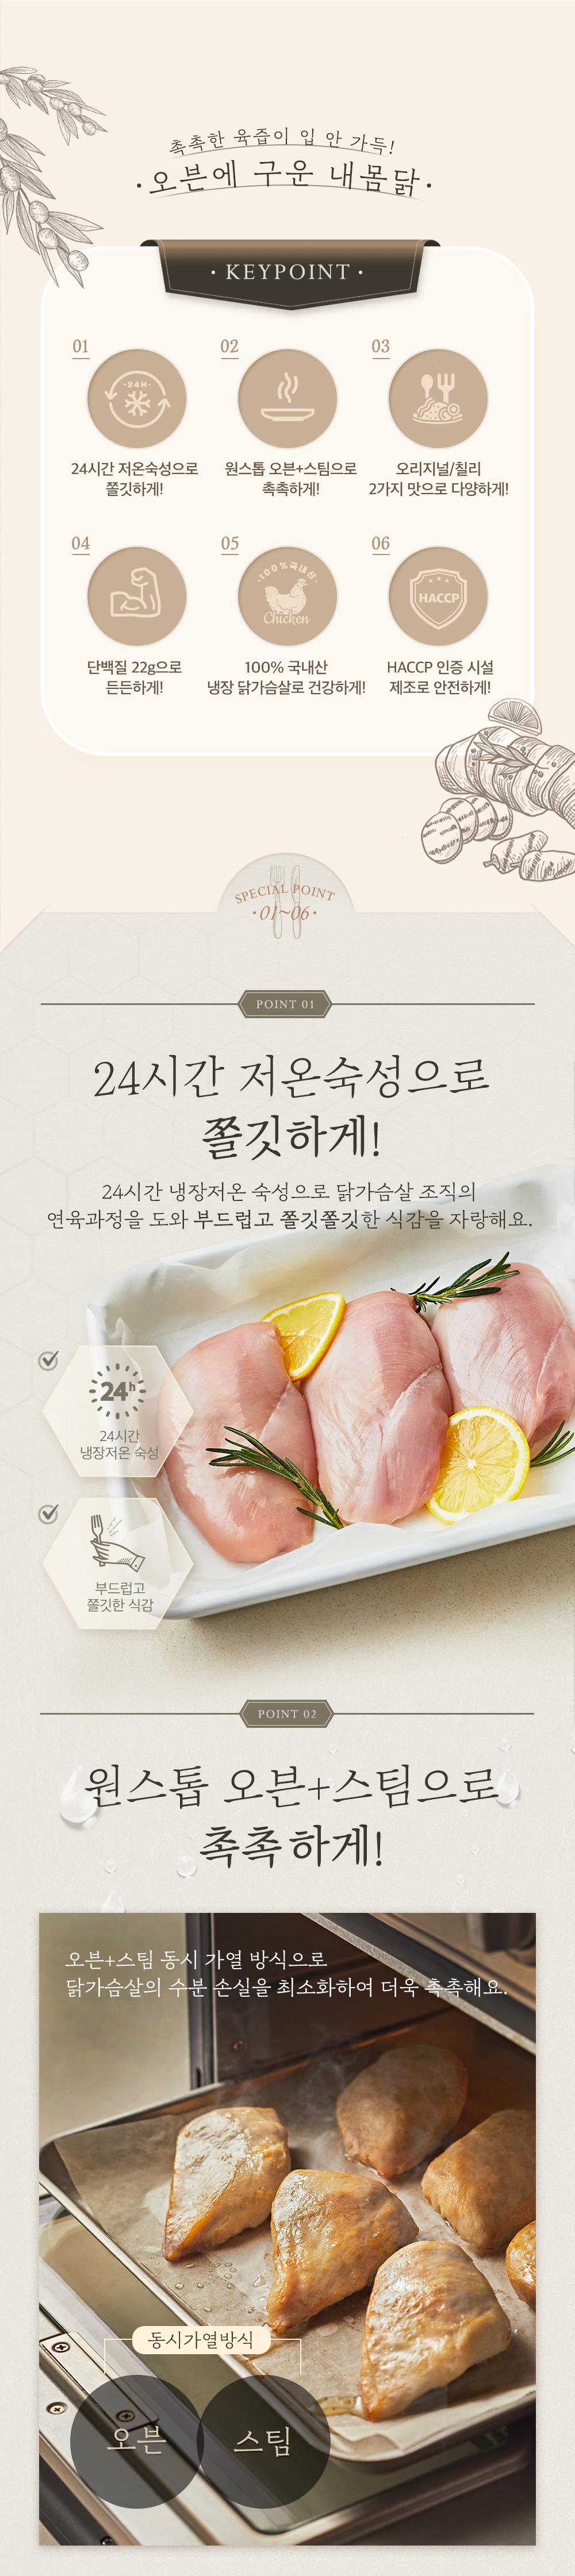 촉촉한 육즙이 입 안 가득!
·오븐에 구운 내몸닭·
· KEYPOINT ·
01
02
03
·24H·
24시간 저온숙성으로
쫄깃하게!
원스톱 오븐+스팀으로
촉촉하게!
오리지널/칠리
2가지 맛으로 다양하게!
04
05
06
·100%국내산·
Chicken
HACCP
단백질 22g으로
든든하게!
100% 국내산
냉장 닭가슴살로 건강하게!
HACCP 인증 시설
제조로 안전하게!
SPECIAL POINT
·01~06·
POINT 01
24시간 저온숙성으로
쫄깃하게!
24시간 냉장저온 숙성으로 닭가슴살 조직의
연육과정을 도와 부드럽고 쫄깃쫄깃한 식감을 자랑해요.
24h
24시간
냉장저온 숙성
부드럽고
쫄깃한 식감
POINT 02
원스톱 오븐+스팀으로
촉촉하게!
오븐+스팀 동시 가열 방식으로
닭가슴살의 수분 손실을 최소화하여 더욱 촉촉해요.
동시가열방식
오븐
스팀